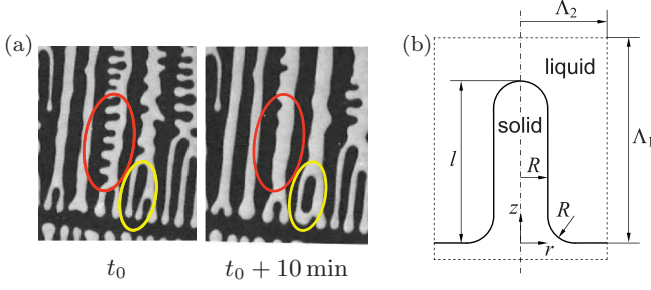 (a)
t₀
t₀ + 10 min
(b)
Λ₂
liquid
solid
Λ₁
l
R
R
z
r